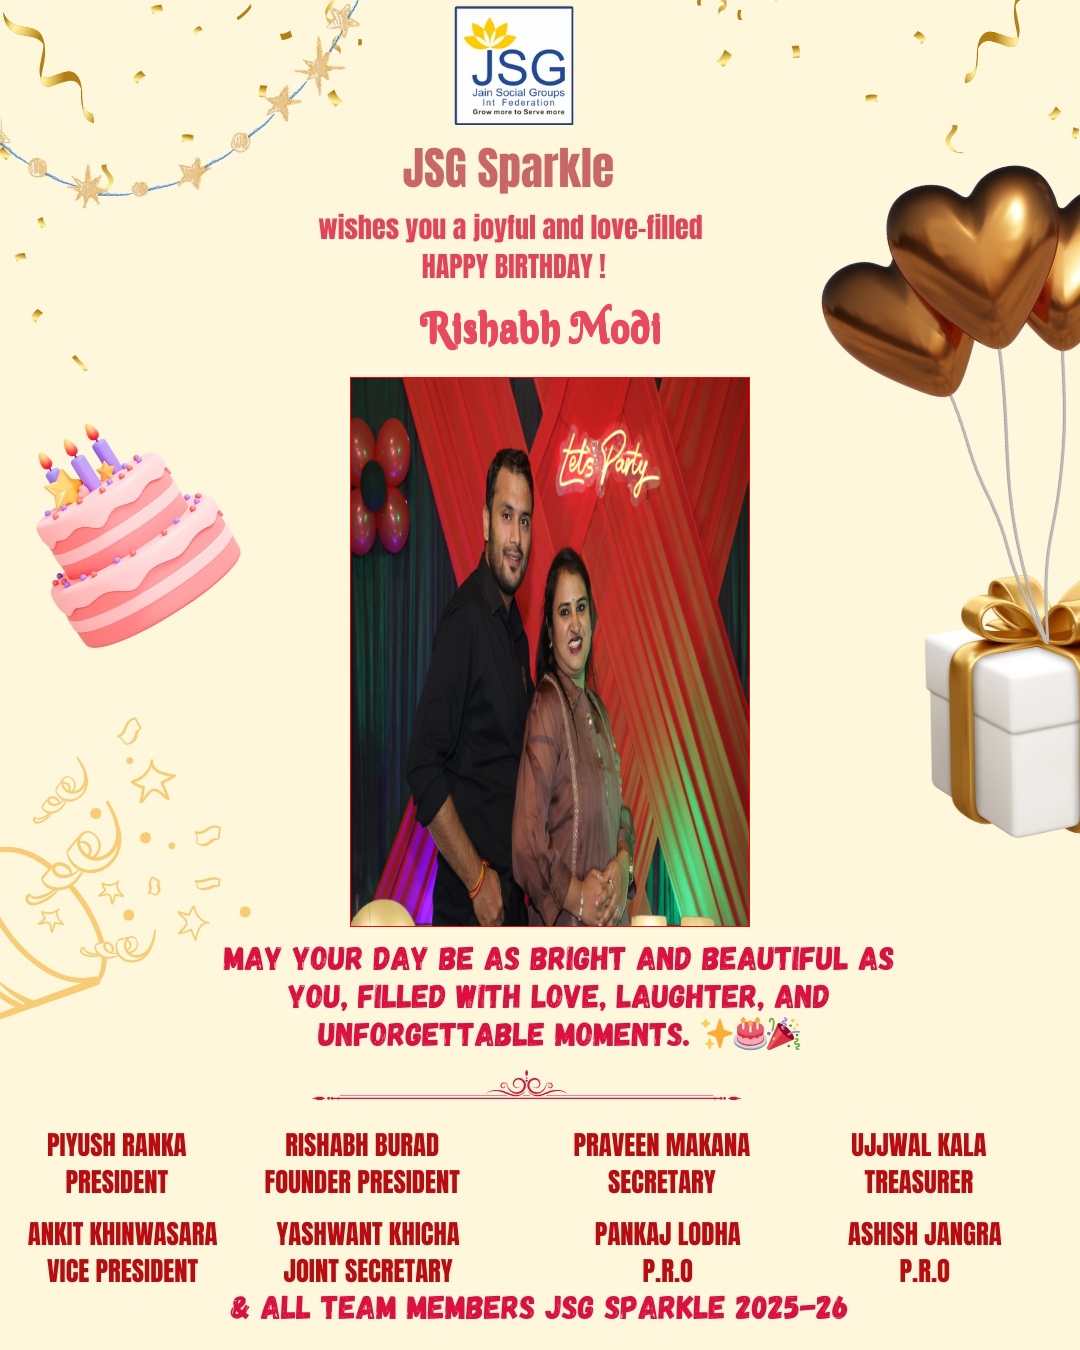 JSG
Jain Social Groups
Int Federation
Grow more to Serve more
JSG Sparkle
wishes you a joyful and love-filled
HAPPY BIRTHDAY !
Rishabh Modi
Let's Party
MAY YOUR DAY BE AS BRIGHT AND BEAUTIFUL AS
YOU, FILLED WITH LOVE, LAUGHTER, AND
UNFORGETTABLE MOMENTS. ✨🎂🎉
PIYUSH RANKA
PRESIDENT
RISHABH BURAD
FOUNDER PRESIDENT
PRAVEEN MAKANA
SECRETARY
UJJWAL KALA
TREASURER
ANKIT KHINWASARA
VICE PRESIDENT
YASHWANT KHICHA
JOINT SECRETARY
PANKAJ LODHA
P.R.O
ASHISH JANGRA
P.R.O
& ALL TEAM MEMBERS JSG SPARKLE 2025-26